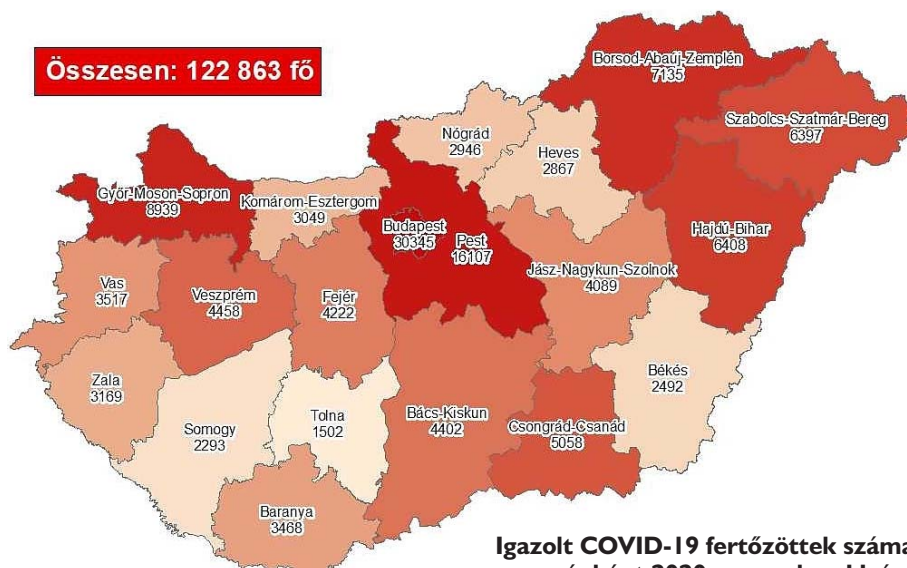 Összesen: 122 863 fő
Borsod-Abaúj-Zemplén
7135
Szabolcs-Szatmár-Bereg
6397
Nógrád
2946
Heves
2867
Győr-Moson-Sopron
8939
Komárom-Esztergom
3049
Budapest
30345
Pest
16107
Hajdú-Bihar
6408
Jász-Nagykun-Szolnok
4089
Vas
3517
Veszprém
4458
Fejér
4222
Zala
3169
Somogy
2293
Tolna
1502
Bács-Kiskun
4402
Csongrád-Csanád
5058
Békés
2492
Baranya
3468
Igazolt COVID-19 fertőzöttek száma